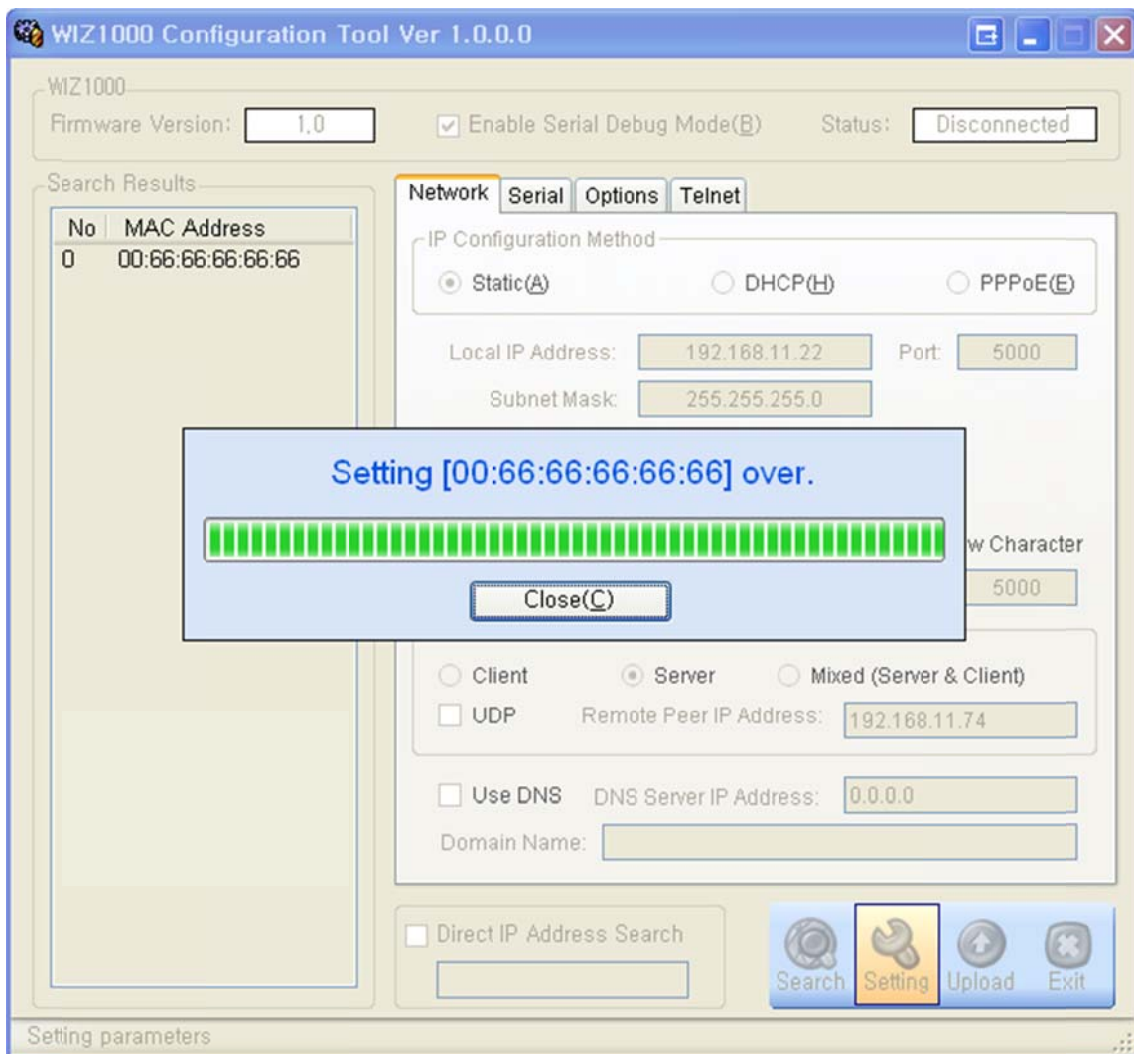 WIZ1000 Configuration Tool Ver 1.0.0.0
WIZ1000
Firmware Version: 1.0 Enable Serial Debug Mode(B) Status: Disconnected
Search Results
No MAC Address
0 00:66:66:66:66:66
Network Serial Options Telnet
IP Configuration Method
Static(A) DHCP(H) PPPoE(E)
Local IP Address: 192.168.11.22 Port: 5000
Subnet Mask: 255.255.255.0
Setting [00:66:66:66:66:66] over.
Close(C)
w Character
5000
Client Server Mixed (Server & Client)
UDP Remote Peer IP Address: 192.168.11.74
Use DNS DNS Server IP Address: 0.0.0.0
Domain Name:
Direct IP Address Search
Search Setting Upload Exit
Setting parameters